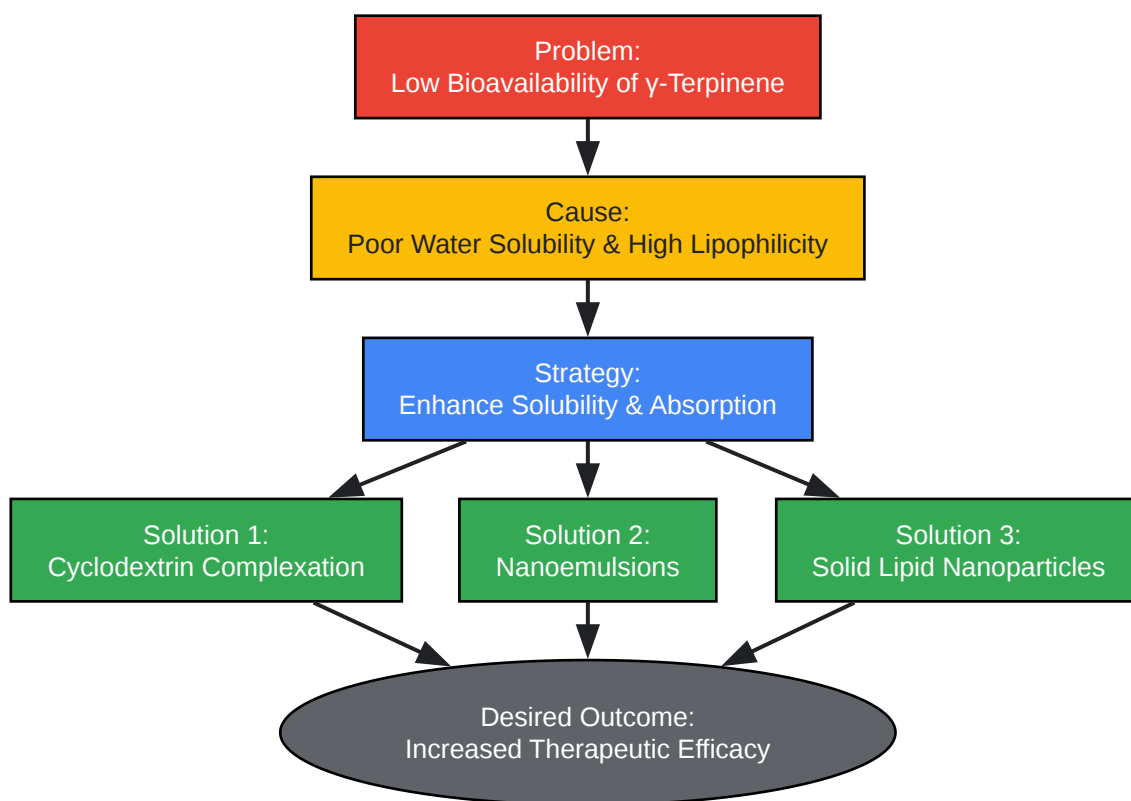 Problem:
Low Bioavailability of γ-Terpinene
Cause:
Poor Water Solubility & High Lipophilicity
Strategy:
Enhance Solubility & Absorption
Solution 1:
Cyclodextrin Complexation
Solution 2:
Nanoemulsions
Solution 3:
Solid Lipid Nanoparticles
Desired Outcome:
Increased Therapeutic Efficacy